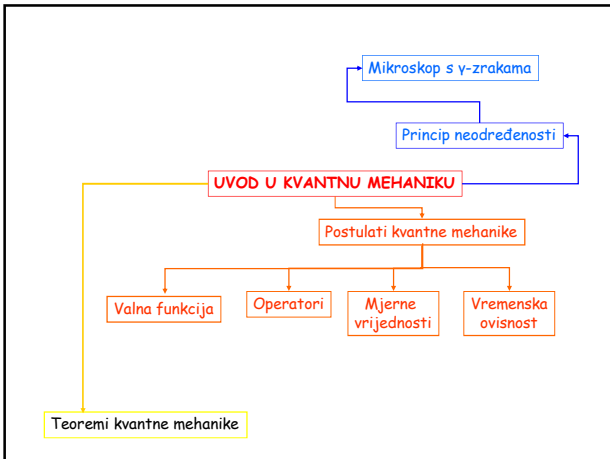 Mikroskop s γ-zrakama
Princip neodređenosti
UVOD U KVANTNU MEHANIKU
Postulati kvantne mehanike
Valna funkcija
Operatori
Mjerne
vrijednosti
Vremenska
ovisnost
Teoremi kvantne mehanike